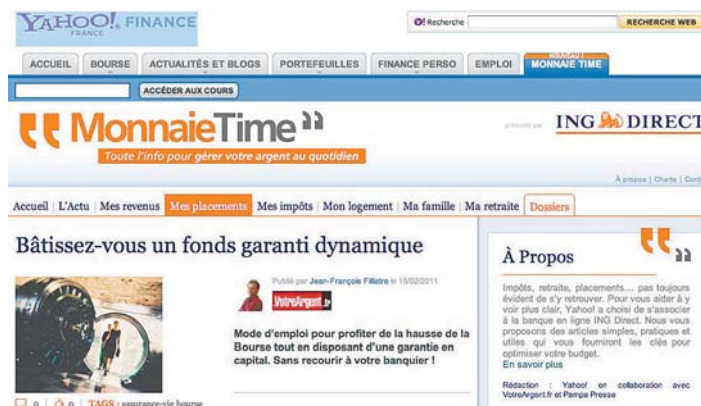 YAHOO! FINANCE
FRANCE
Y! Recherche
RECHERCHE WEB
ACCUEIL
BOURSE
ACTUALITÉS ET BLOGS
PORTEFEUILLES
FINANCE PERSO
EMPLOI
NOUVEAU !
MONNAIE TIME
ACCÉDER AUX COURS
MonnaieTime
Toute l'info pour gérer votre argent au quotidien
présenté par
ING DIRECT
À propos | Charte |
Accueil | L'Actu | Mes revenus | Mes placements | Mes impôts | Mon logement | Ma famille | Ma retraite | Dossiers
Bâtissez-vous un fonds garanti dynamique
Publié par Jean-François Filliatre le 15/02/2011
VotreArgent.fr
Mode d'emploi pour profiter de la hausse de la
Bourse tout en disposant d'une garantie en
capital. Sans recourir à votre banquier !
0 | 0 | TAGS : assurance-vie bourse
À Propos
Impôts, retraite, placements... pas toujours
évident de s'y retrouver. Pour vous aider à y
voir plus clair, Yahoo! a choisi de s'associer
à la banque en ligne ING Direct. Nous vous
proposons des articles simples, pratiques et
utiles qui vous fourniront les clés pour
optimiser votre budget.
En savoir plus
Rédaction : Yahoo! en collaboration avec
VotreArgent.fr et Pampa Presse